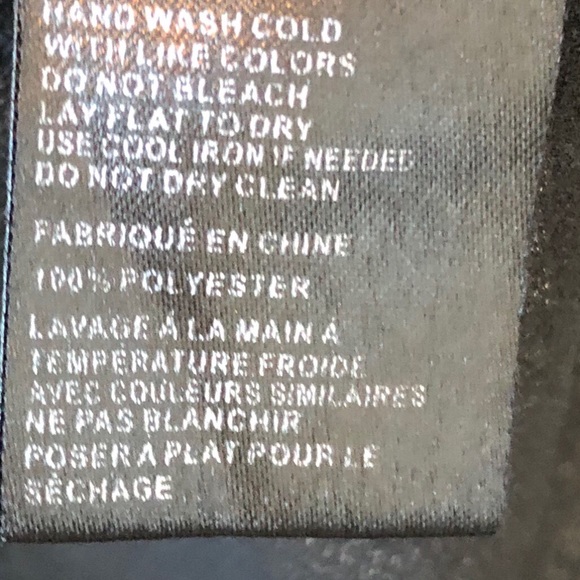 HAND WASH COLD
WITH LIKE COLORS
DO NOT BLEACH
LAY FLAT TO DRY
USE COOL IRON IF NEEDED
DO NOT DRY CLEAN
FABRIQUÉ EN CHINE
100% POLYESTER
LAVAGE À LA MAIN À
TEMPÉRATURE FROIDE
AVEC COULEURS SIMILAIRES
NE PAS BLANCHIR
POSER À PLAT POUR LE
SÉCHAGE